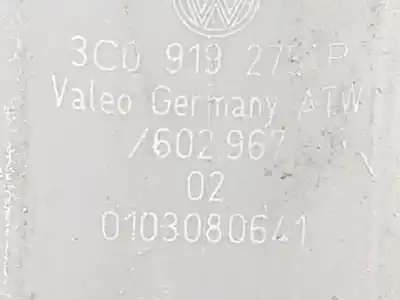 3C0 919 275 P
Valeo Germany ATW
/602 967
02
0103080641